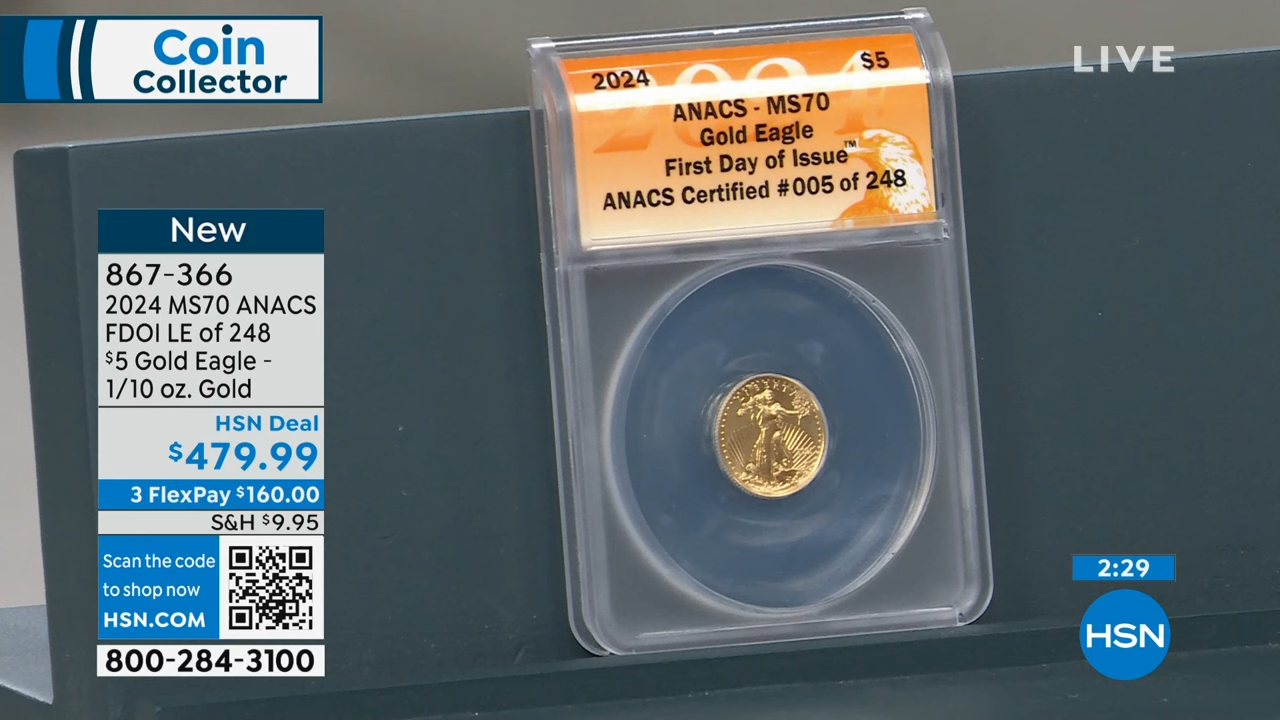 Coin
Collector
LIVE
2024
$5
ANACS - MS70
Gold Eagle
First Day of Issue™
ANACS Certified #005 of 248
New
867-366
2024 MS70 ANACS
FDOI LE of 248
$5 Gold Eagle -
1/10 oz. Gold
HSN Deal
$479.99
3 FlexPay $160.00
S&H $9.95
Scan the code
to shop now
HSN.COM
800-284-3100
LIBERTY
2:29
HSN